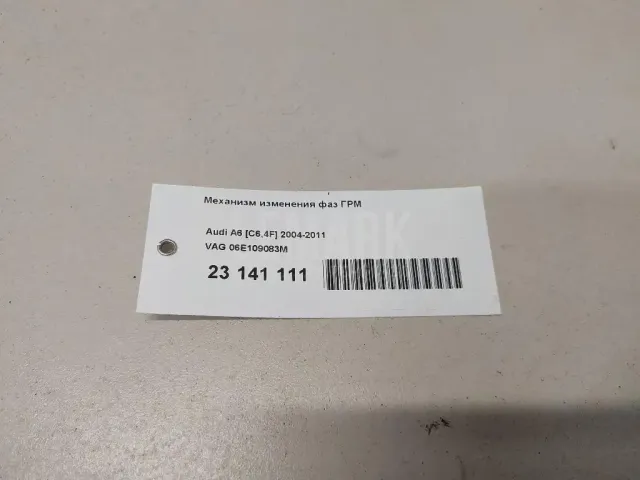 Механизм изменения фаз ГРМ
Audi A6 [C6,4F] 2004-2011
VAG 06E109083M
23 141 111